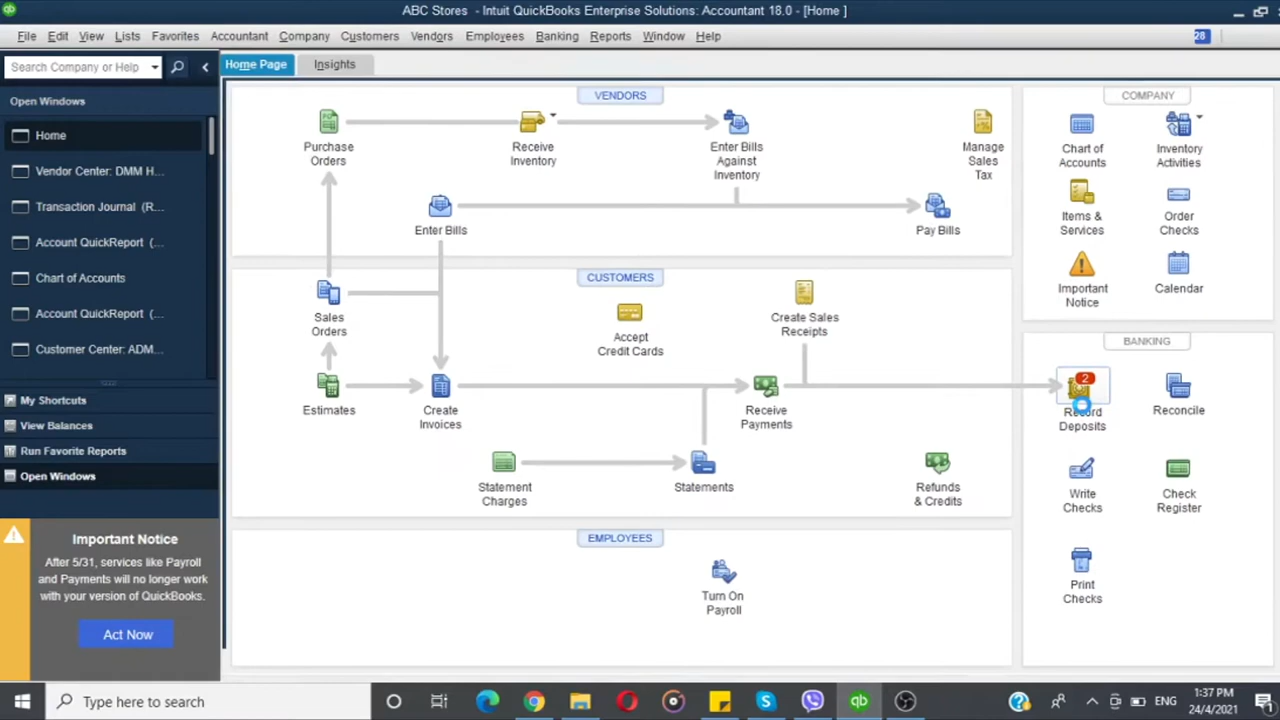 ABC Stores - Intuit QuickBooks Enterprise Solutions: Accountant 18.0 - [Home ]
File Edit View Lists Favorites Accountant Company Customers Vendors Employees Banking Reports Window Help
28
Search Company or Help
Home Page
Insights
Open Windows
Home
Vendor Center: DMM H...
Transaction Journal (R...
Account QuickReport (...
Chart of Accounts
Account QuickReport (...
Customer Center: ADM...
My Shortcuts
View Balances
Run Favorite Reports
Open Windows
Important Notice
After 5/31, services like Payroll
and Payments will no longer work
with your version of QuickBooks.
Act Now
VENDORS
Purchase
Orders
Receive
Inventory
Enter Bills
Against
Inventory
Manage
Sales
Tax
Enter Bills
Pay Bills
CUSTOMERS
Sales
Orders
Accept
Credit Cards
Create Sales
Receipts
Estimates
Create
Invoices
Receive
Payments
Statement
Charges
Statements
Refunds
& Credits
EMPLOYEES
Turn On
Payroll
COMPANY
Chart of
Accounts
Inventory
Activities
Items &
Services
Order
Checks
Important
Notice
Calendar
BANKING
2
Record
Deposits
Reconcile
Write
Checks
Check
Register
Print
Checks
Type here to search
qb
ENG
1:37 PM
24/4/2021
1